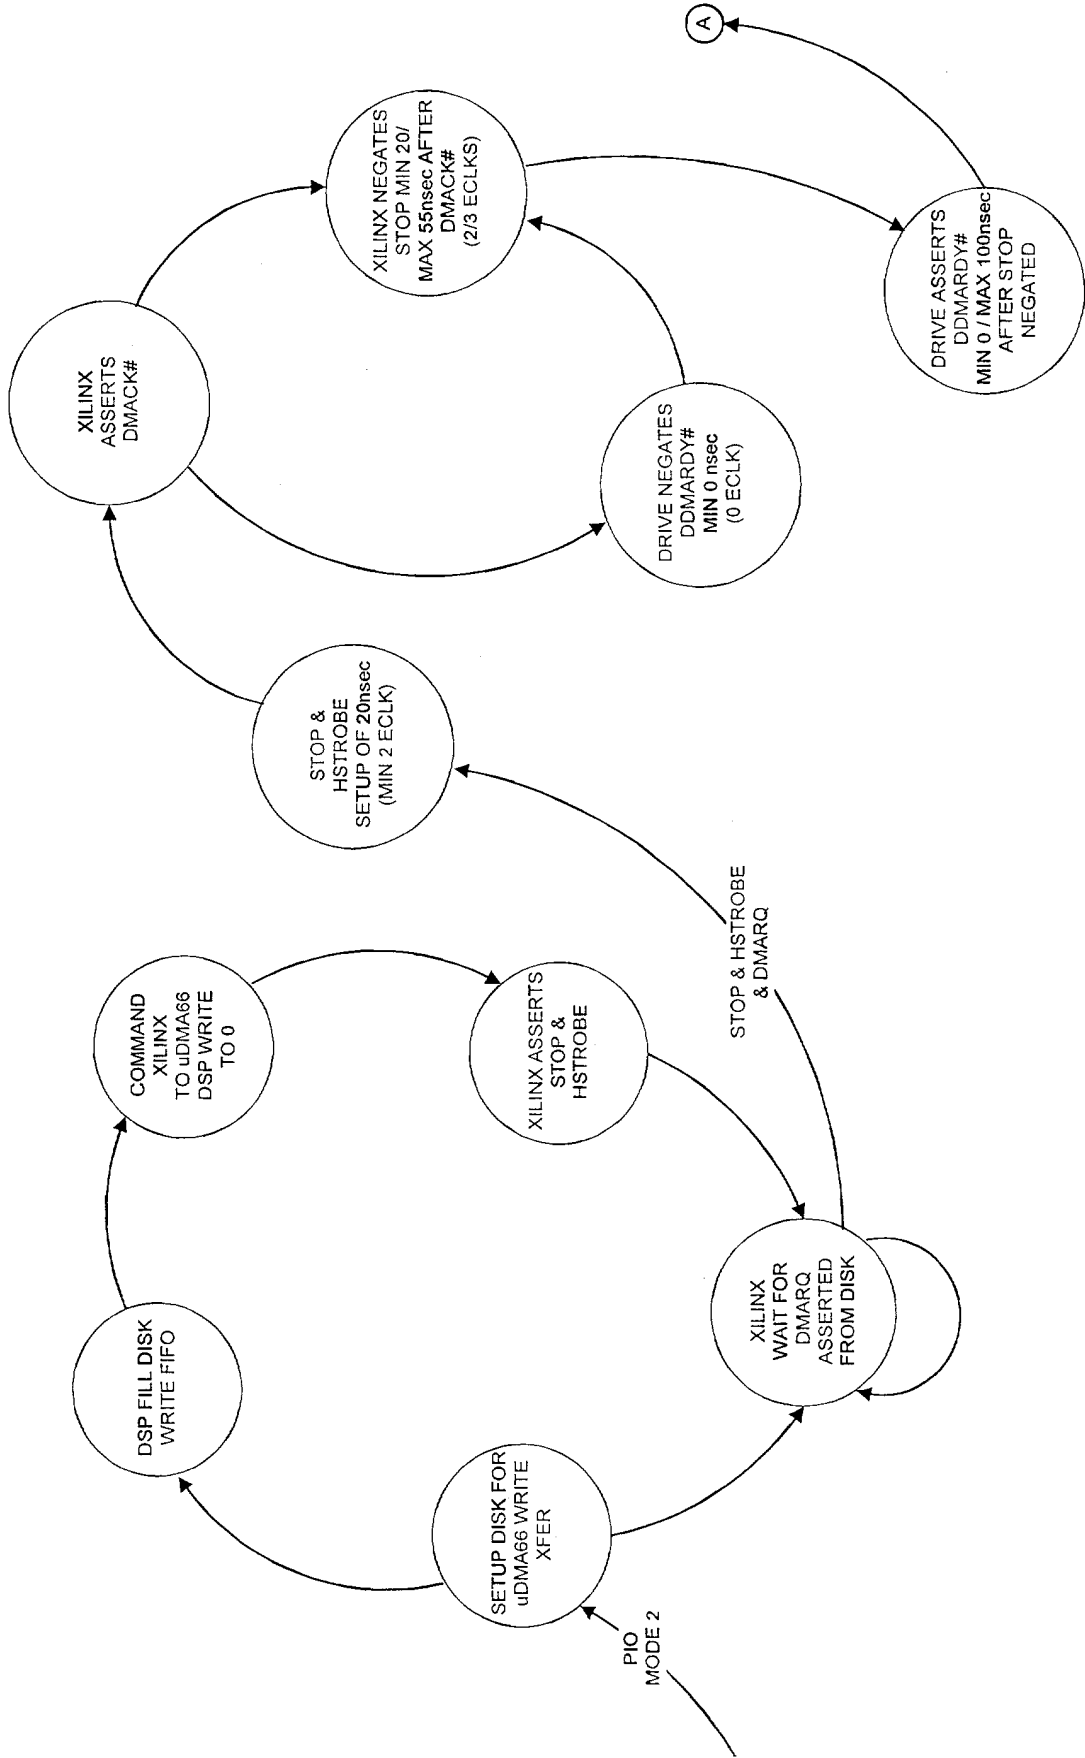 PIO
MODE 2
SETUP DISK FOR
uDMA66 WRITE
XFER
DSP FILL DISK
WRITE FIFO
COMMAND
XILINX
TO uDMA66
DSP WRITE
TO 0
XILINX ASSERTS
STOP &
HSTROBE
XILINX
WAIT FOR
DMARQ
ASSERTED
FROM DISK
STOP & HSTROBE
& DMARQ
STOP &
HSTROBE
SETUP OF 20nsec
(MIN 2 ECLK)
XILINX
ASSERTS
DMACK#
DRIVE NEGATES
DDMARDY#
MIN 0 nsec
(0 ECLK)
XILINX NEGATES
STOP MIN 20/
MAX 55nsec AFTER
DMACK#
(2/3 ECLKS)
DRIVE ASSERTS
DDMARDY#
MIN 0 / MAX 100nsec
AFTER STOP
NEGATED
A